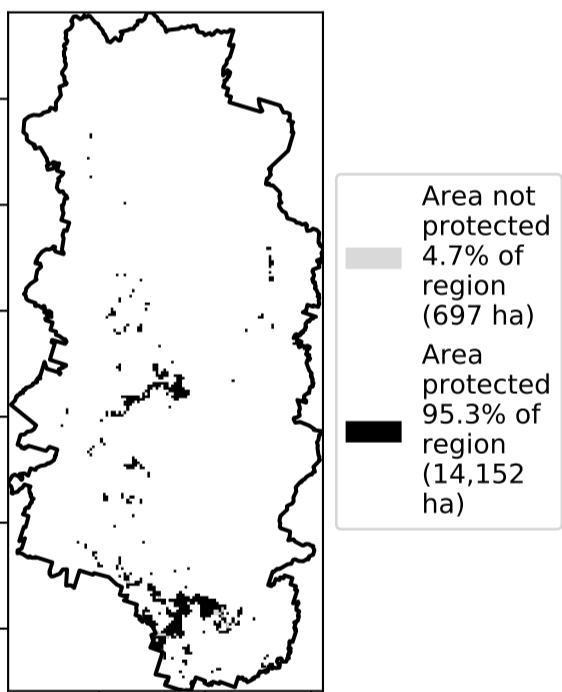 Area not
protected
4.7% of
region
(697 ha)
Area
protected
95.3% of
region
(14,152
ha)